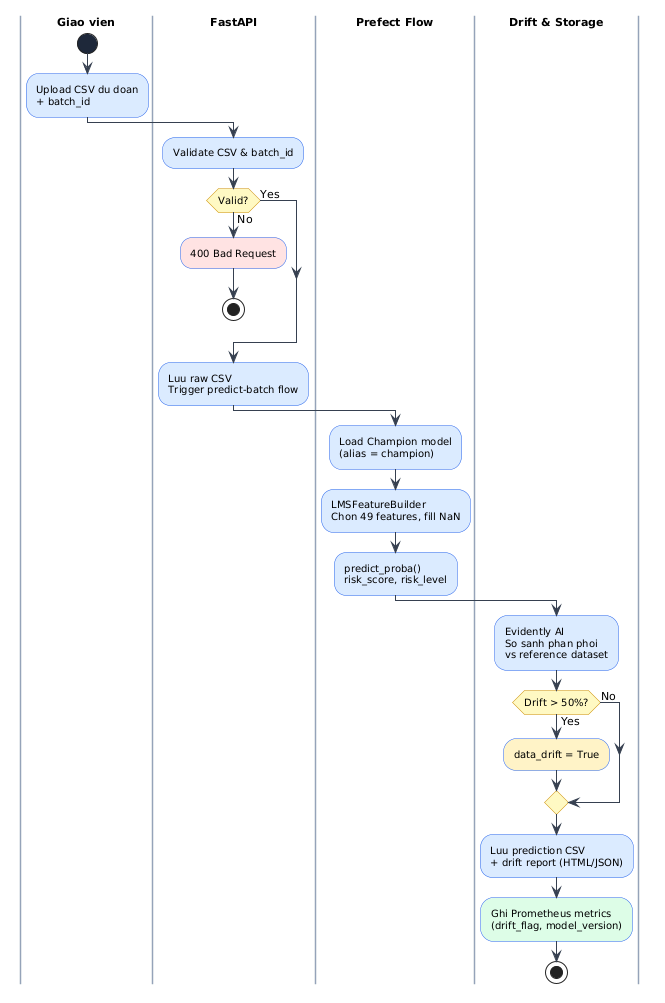 Giao vien
FastAPI
Prefect Flow
Drift & Storage
Upload CSV du doan
+ batch_id
Validate CSV & batch_id
Valid?
Yes
No
400 Bad Request
Luu raw CSV
Trigger predict-batch flow
Load Champion model
(alias = champion)
LMSFeatureBuilder
Chon 49 features, fill NaN
predict_proba()
risk_score, risk_level
Evidently AI
So sanh phan phoi
vs reference dataset
Drift > 50%?
No
Yes
data_drift = True
Luu prediction CSV
+ drift report (HTML/JSON)
Ghi Prometheus metrics
(drift_flag, model_version)